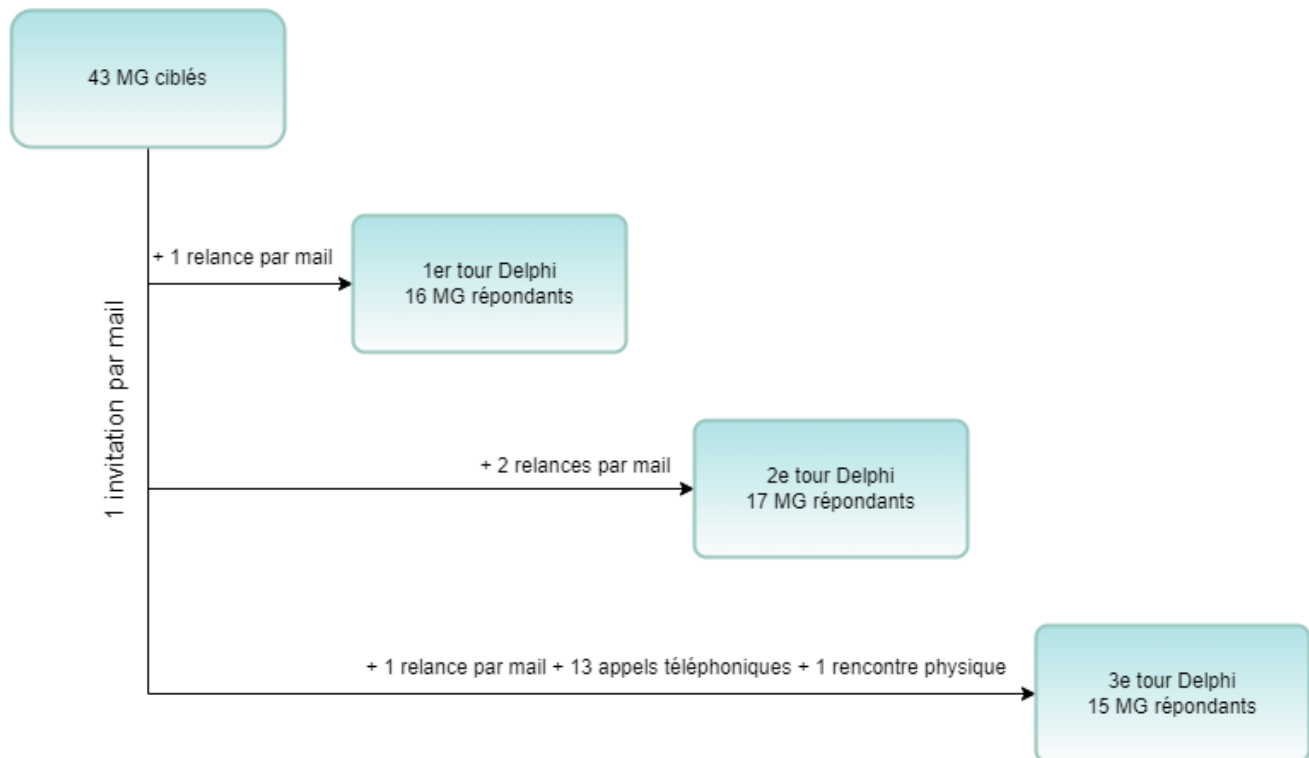 43 MG ciblés
+ 1 relance par mail
1er tour Delphi
16 MG répondants
1 invitation par mail
+ 2 relances par mail
2e tour Delphi
17 MG répondants
+ 1 relance par mail + 13 appels téléphoniques + 1 rencontre physique
3e tour Delphi
15 MG répondants